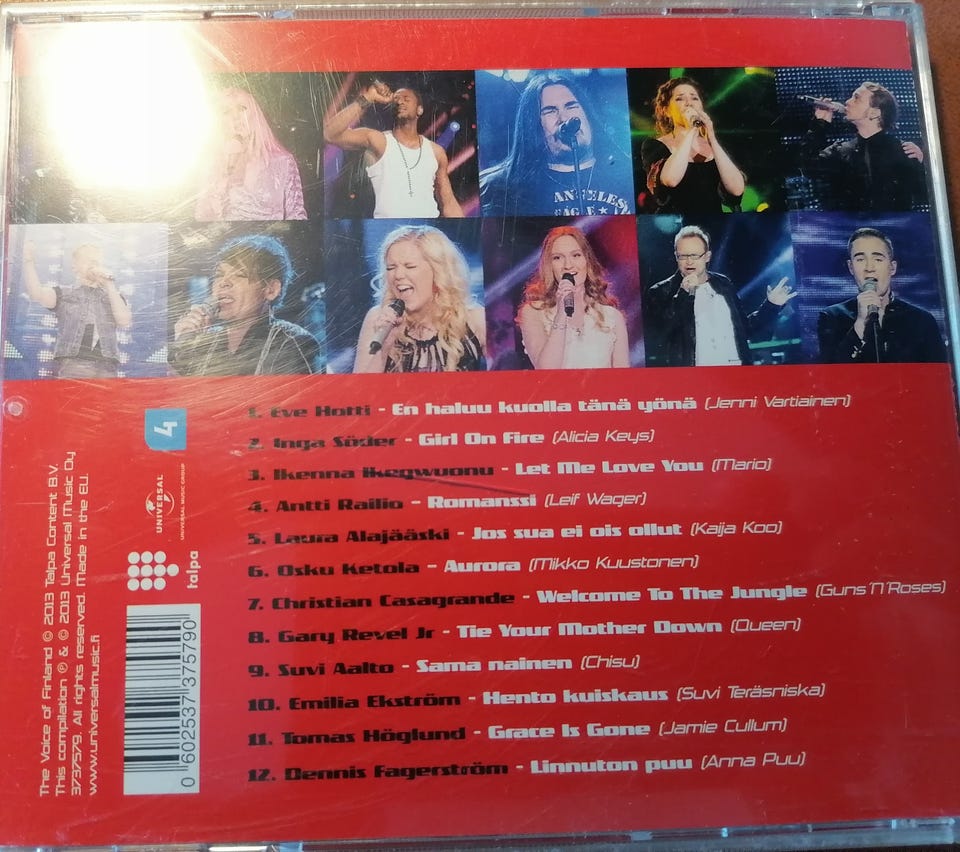 ANGELES
EAGLE ★
1. Eve Hotti - En haluu kuolla tänä yönä (Jenni Vartiainen)
2. Inga Söder - Girl On Fire (Alicia Keys)
3. Ikenna Ikegwuonu - Let Me Love You (Mario)
4. Antti Railio - Romanssi (Leif Wager)
5. Laura Alajääski - Jos sua ei ois ollut (Kaija Koo)
6. Osku Ketola - Aurora (Mikko Kuustonen)
7. Christian Casagrande - Welcome To The Jungle (Guns'N'Roses)
8. Gary Revel Jr - Tie Your Mother Down (Queen)
9. Suvi Aalto - Sama nainen (Chisu)
10. Emilia Ekström - Hento kuiskaus (Suvi Teräsniska)
11. Tomas Höglund - Grace Is Gone (Jamie Cullum)
12. Dennis Fagerström - Linnuton puu (Anna Puu)
4
UNIVERSAL
UNIVERSAL MUSIC GROUP
talpa
The Voice of Finland © 2013 Talpa Content B.V.
This compilation ℗ & © 2013 Universal Music Oy
3737579. All rights reserved. Made in the EU.
www.universalmusic.fi
0 602537 375790